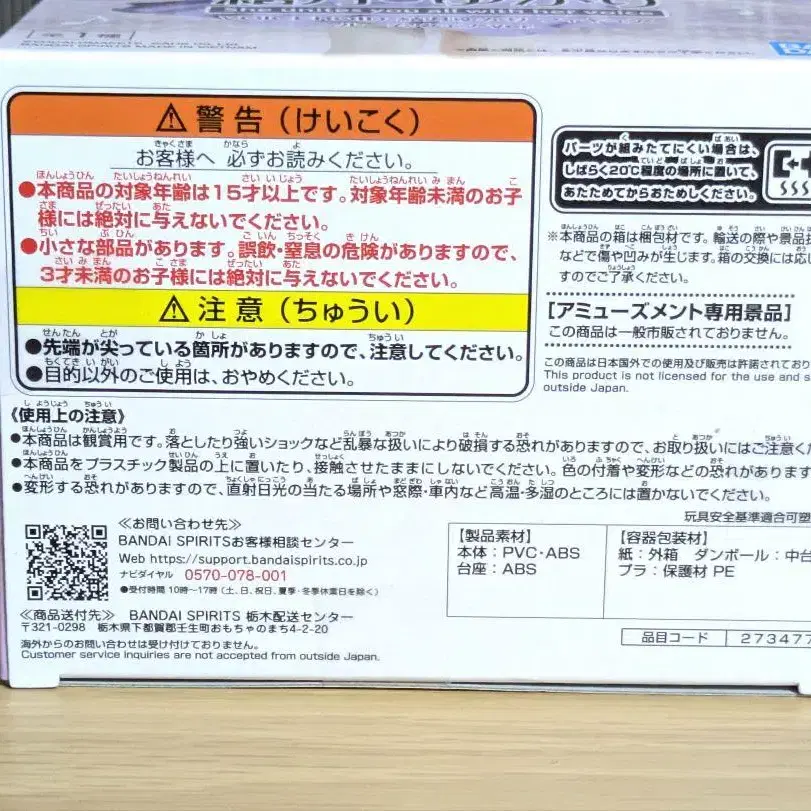 全1種
BANDAI SPIRITS MADE IN VIETNAM
⚠警告（けいこく）
お客様へ 必ずお読みください。
●本商品の対象年齢は15才以上です。対象年齢未満のお子
様には絶対に与えないでください。
●小さな部品があります。誤飲・窒息の危険がありますので、
3才未満のお子様には絶対に与えないでください。
⚠注意（ちゅうい）
●先端が尖っている箇所がありますので、注意してください。
●目的以外のご使用は、おやめください。
パーツが組みたてにくい場合は、
しばらく20℃程度の場所に置いて、
あたためてからおためしください。
※本商品の箱は梱包材です。輸送の際や景品
などで傷や凹みが生じます。箱の交換には応じ
すのでご了承ください。
[アミューズメント専用景品]
この商品は一般市販されておりません。
この商品は日本国外での使用及び販売は許諾されており
This product is not licensed for the use and
outside Japan.
《使用上の注意》
●本商品は観賞用です。落としたり強いショックなど乱暴な扱いにより破損する恐れがありますので、お取り扱いにはご注意
●本商品をプラスチック製品の上に置いたり、接触させたままにしないでください。色の付着や変形などの恐れがあります
●変形する恐れがありますので、直射日光の当たる場所や窓際・車内など高温・多湿のところには置かないでください。
玩具安全基準適合可塑
≪お問い合わせ先≫
BANDAI SPIRITSお客様相談センター
Web https://support.bandaispirits.co.jp
ナビダイヤル 0570-078-001
●受付時間 10時〜17時（土、日、祝日、夏季・冬季休業日を除く）
≪商品送付先≫ BANDAI SPIRITS 栃木配送センター
〒321-0298 栃木県下都賀郡壬生町おもちゃのまち4-2-20
海外からのお問い合わせは受け付けておりません。
Customer service inquiries are not accepted from outside Japan.
【製品素材】
本体：PVC・ABS
台座：ABS
【容器包装材】
紙：外箱 ダンボール：中台
プラ：保護材 PE
品目コード 273477